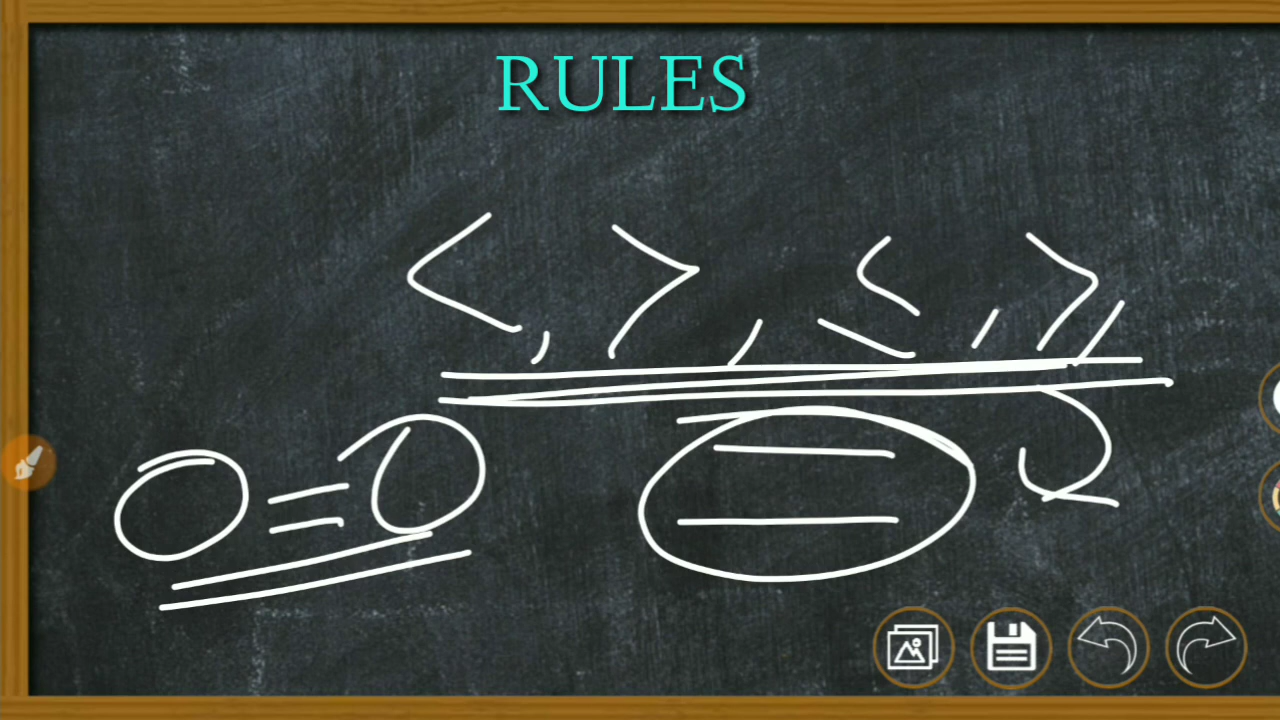 RULES
<, >, ≤, >,
0=0 =